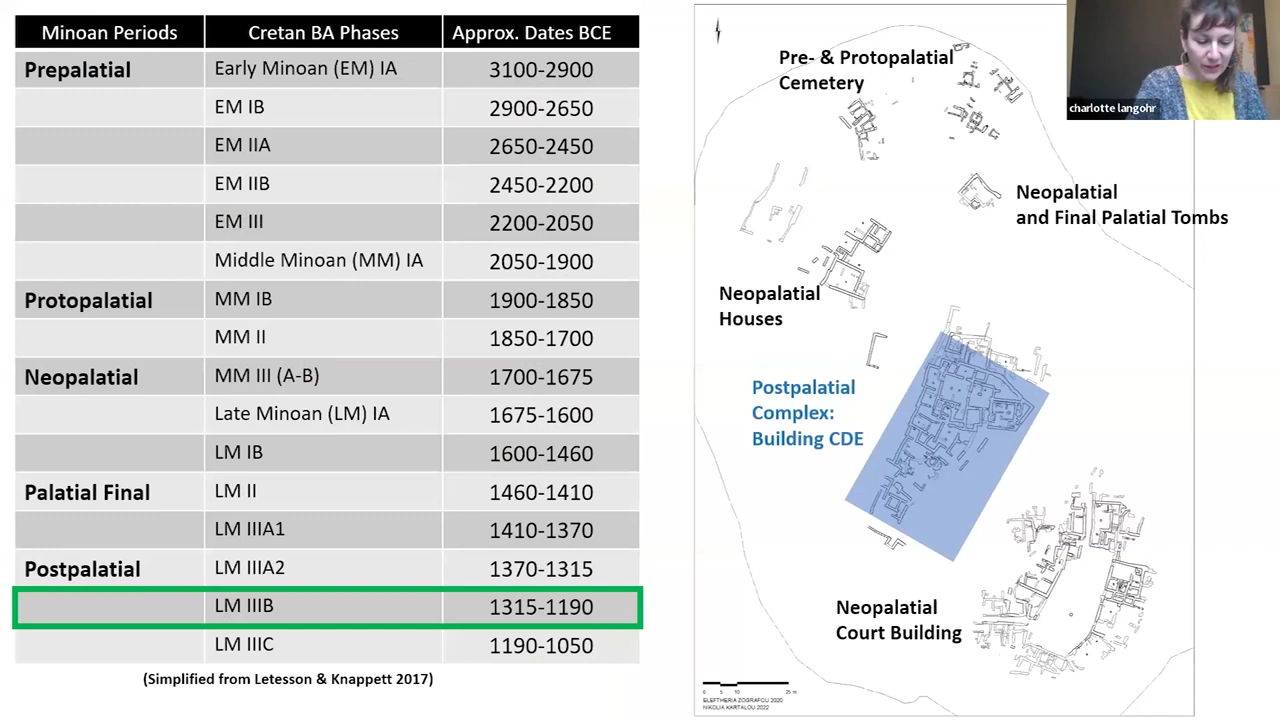 Minoan Periods Cretan BA Phases Approx. Dates BCE
Prepalatial Early Minoan (EM) IA 3100-2900
EM IB 2900-2650
EM IIA 2650-2450
EM IIB 2450-2200
EM III 2200-2050
Middle Minoan (MM) IA 2050-1900
Protopalatial MM IB 1900-1850
MM II 1850-1700
Neopalatial MM III (A-B) 1700-1675
Late Minoan (LM) IA 1675-1600
LM IB 1600-1460
Palatial Final LM II 1460-1410
LM IIIA1 1410-1370
Postpalatial LM IIIA2 1370-1315
LM IIIB 1315-1190
LM IIIC 1190-1050
(Simplified from Letesson & Knappett 2017)
Pre- & Protopalatial
Cemetery
charlotte langohr
Neopalatial
and Final Palatial Tombs
Neopalatial
Houses
Postpalatial
Complex:
Building CDE
Neopalatial
Court Building
0 5 10 25 m
ELEFTHERIA ZOGRAFOU 2020
NIKOLIA KARTALOU 2022